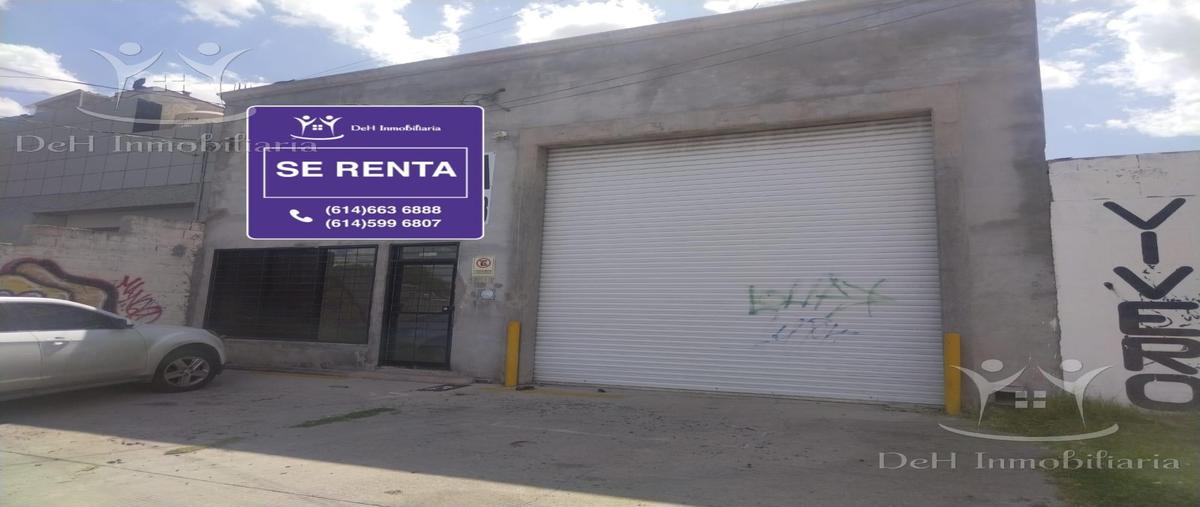 DeH Inmobiliaria
DeH Inmobiliaria
SE RENTA
(614)663 6888
(614)599 6807
VIVERO
DeH Inmobiliaria